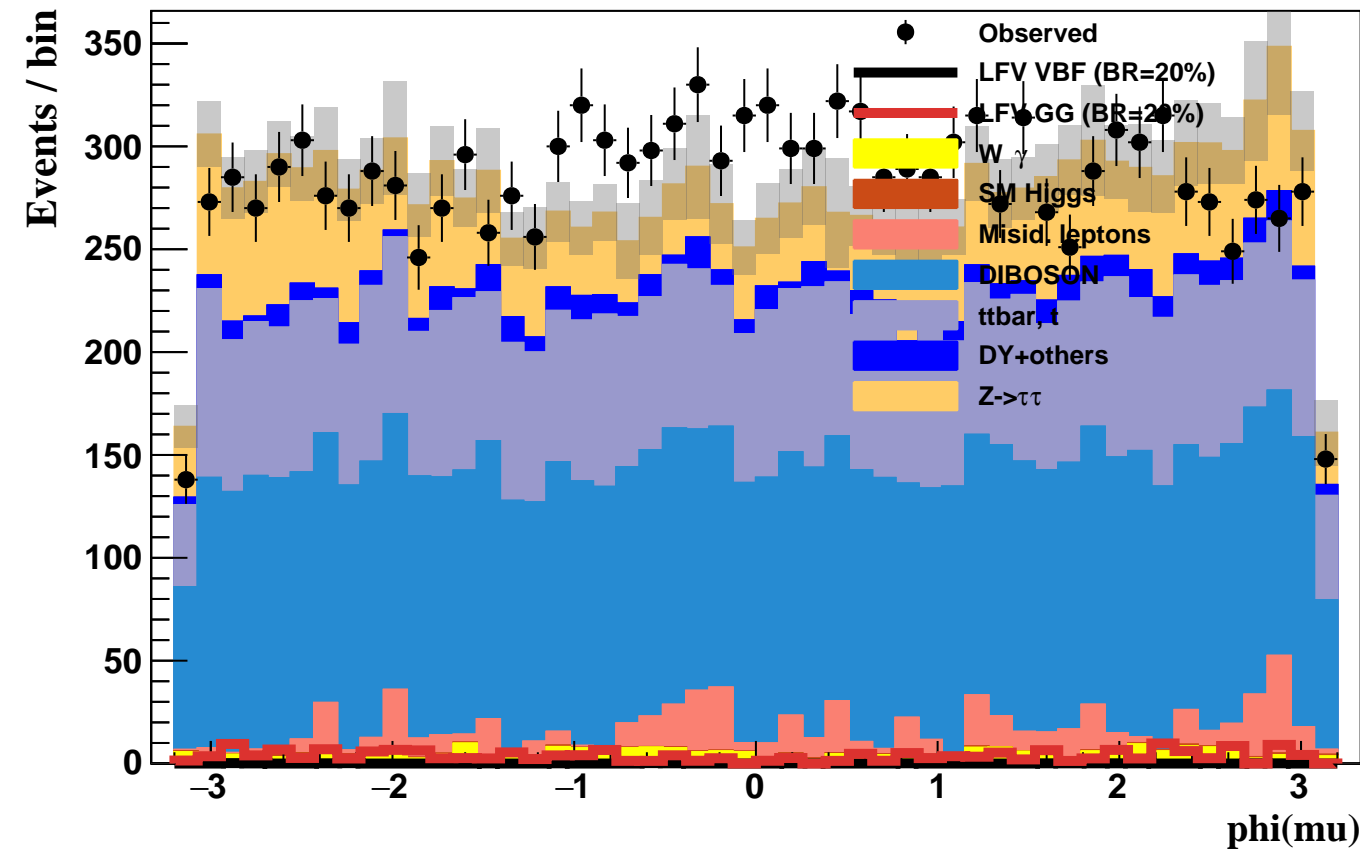 Events / bin
350
300
250
200
150
100
50
0
Observed
LFV VBF (BR=20%)
LFV GG (BR=20%)
W γ
SM Higgs
Misid. leptons
DIBOSON
ttbar, t
DY+others
Z->ττ
−3 −2 −1 0 1 2 3
phi(mu)